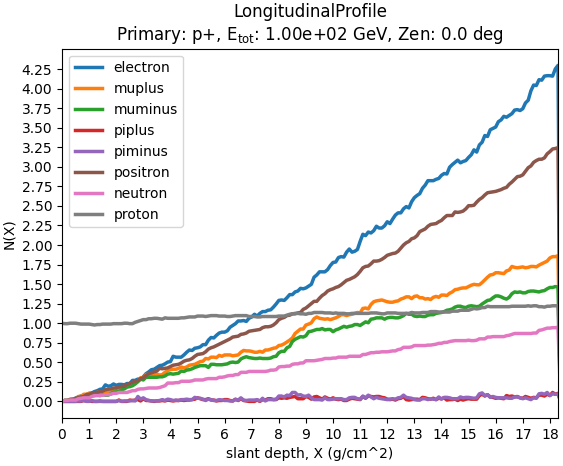 LongitudinalProfile
Primary: p+, E_tot: 1.00e+02 GeV, Zen: 0.0 deg
N(X)
4.25
4.00
3.75
3.50
3.25
3.00
2.75
2.50
2.25
2.00
1.75
1.50
1.25
1.00
0.75
0.50
0.25
0.00
electron
muplus
muminus
piplus
piminus
positron
neutron
proton
0 1 2 3 4 5 6 7 8 9 10 11 12 13 14 15 16 17 18
slant depth, X (g/cm^2)